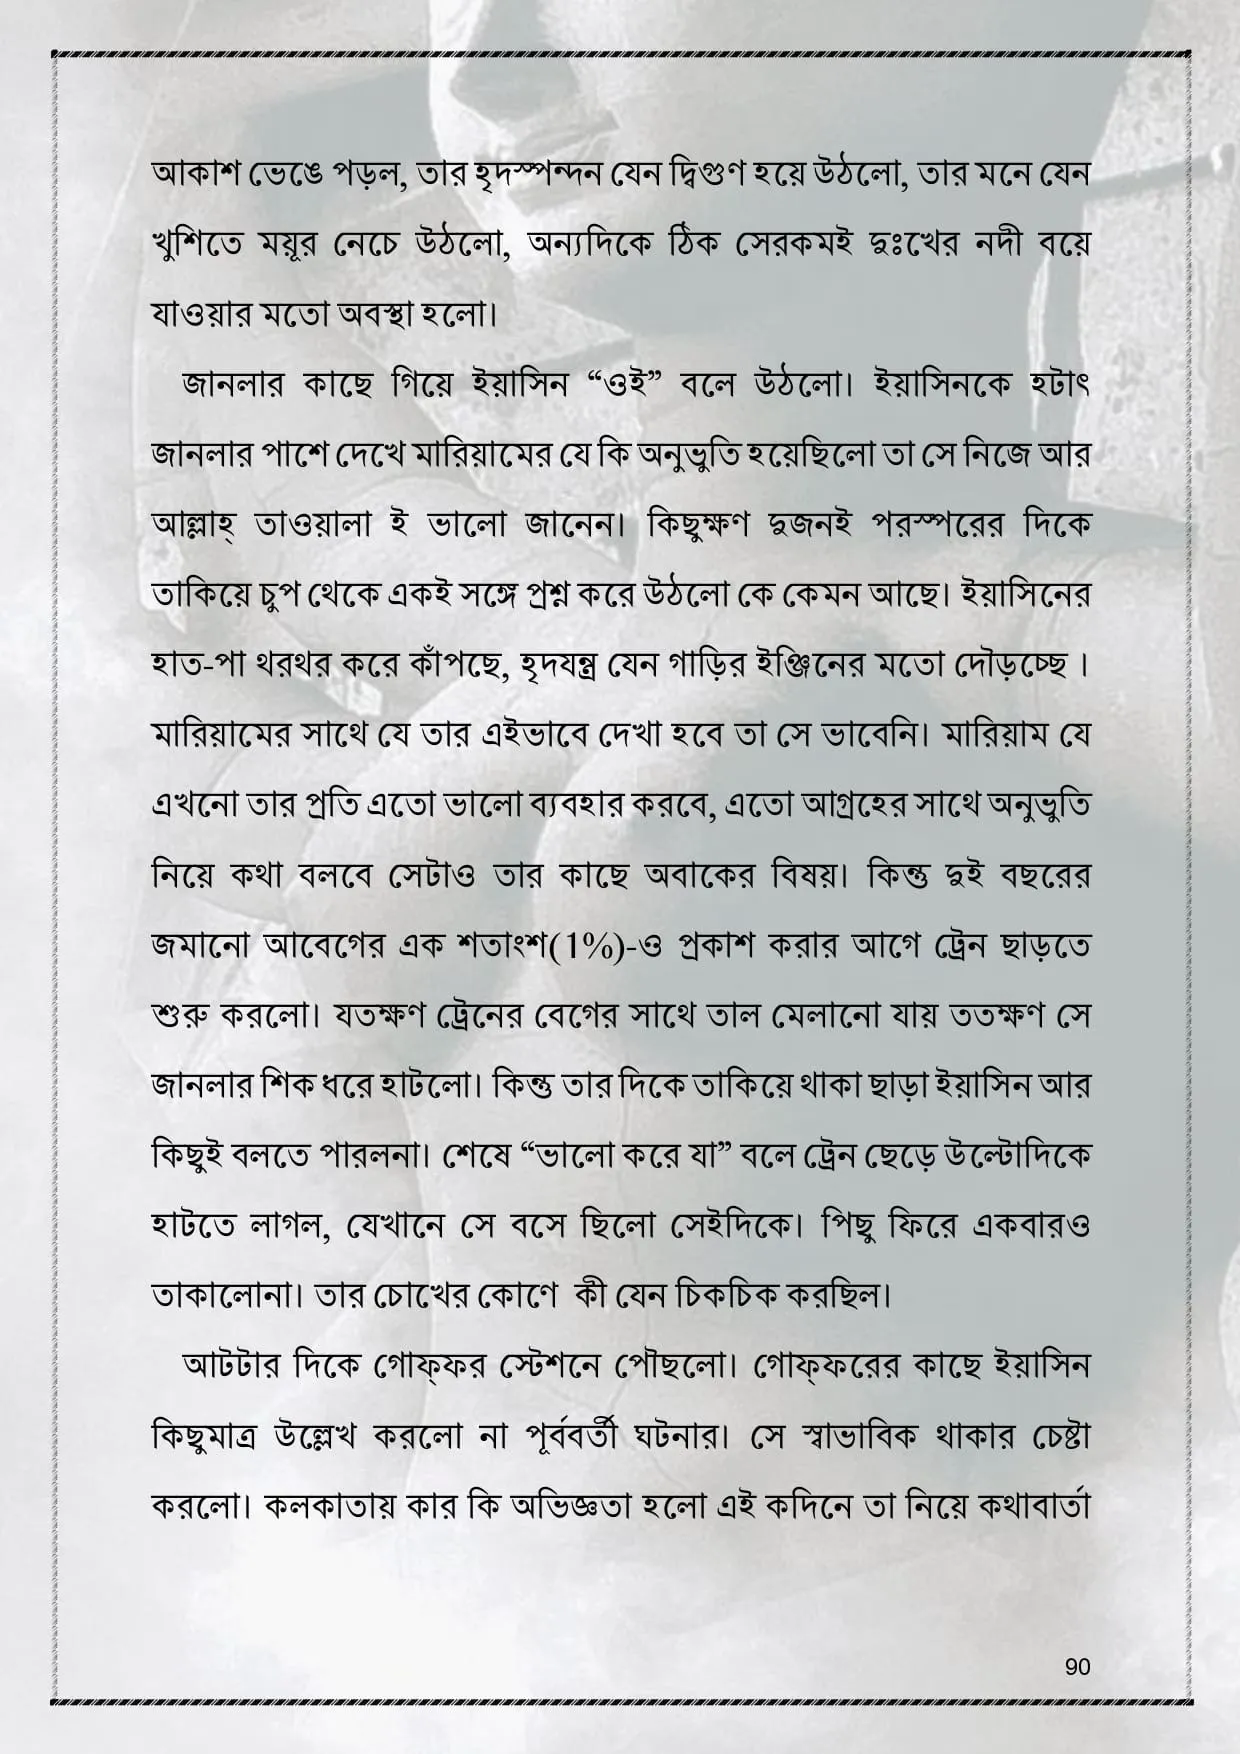 আকাশ ভেঙে পড়ল, তার হৃদস্পন্দন যেন দ্বিগুণ হয়ে উঠলো, তার মনে যেন
খুশিতে ময়ূর নেচে উঠলো, অন্যদিকে ঠিক সেরকমই দুঃখের নদী বয়ে
যাওয়ার মতো অবস্থা হলো।
জানলার কাছে গিয়ে ইয়াসিন “ওই” বলে উঠলো। ইয়াসিনকে হটাৎ
জানলার পাশে দেখে মারিয়ামের যে কি অনুভুতি হয়েছিলো তা সে নিজে আর
আল্লাহ্ তাওয়ালা ই ভালো জানেন। কিছুক্ষণ দুজনই পরস্পরের দিকে
তাকিয়ে চুপ থেকে একই সঙ্গে প্রশ্ন করে উঠলো কে কেমন আছে। ইয়াসিনের
হাত-পা থরথর করে কাঁপছে, হৃদযন্ত্র যেন গাড়ির ইঞ্জিনের মতো দৌড়চ্ছে ।
মারিয়ামের সাথে যে তার এইভাবে দেখা হবে তা সে ভাবেনি। মারিয়াম যে
এখনো তার প্রতি এতো ভালো ব্যবহার করবে, এতো আগ্রহের সাথে অনুভুতি
নিয়ে কথা বলবে সেটাও তার কাছে অবাকের বিষয়। কিন্তু দুই বছরের
জমানো আবেগের এক শতাংশ(1%)-ও প্রকাশ করার আগে ট্রেন ছাড়তে
শুরু করলো। যতক্ষণ ট্রেনের বেগের সাথে তাল মেলানো যায় ততক্ষণ সে
জানলার শিক ধরে হাটলো। কিন্তু তার দিকে তাকিয়ে থাকা ছাড়া ইয়াসিন আর
কিছুই বলতে পারলনা। শেষে “ভালো করে যা” বলে ট্রেন ছেড়ে উল্টোদিকে
হাটতে লাগল, যেখানে সে বসে ছিলো সেইদিকে। পিছু ফিরে একবারও
তাকালোনা। তার চোখের কোণে কী যেন চিকচিক করছিল।
আটটার দিকে গোফ্ফর স্টেশনে পৌছলো। গোফ্ফরের কাছে ইয়াসিন
কিছুমাত্র উল্লেখ করলো না পূর্ববর্তী ঘটনার। সে স্বাভাবিক থাকার চেষ্টা
করলো। কলকাতায় কার কি অভিজ্ঞতা হলো এই কদিনে তা নিয়ে কথাবার্তা
90